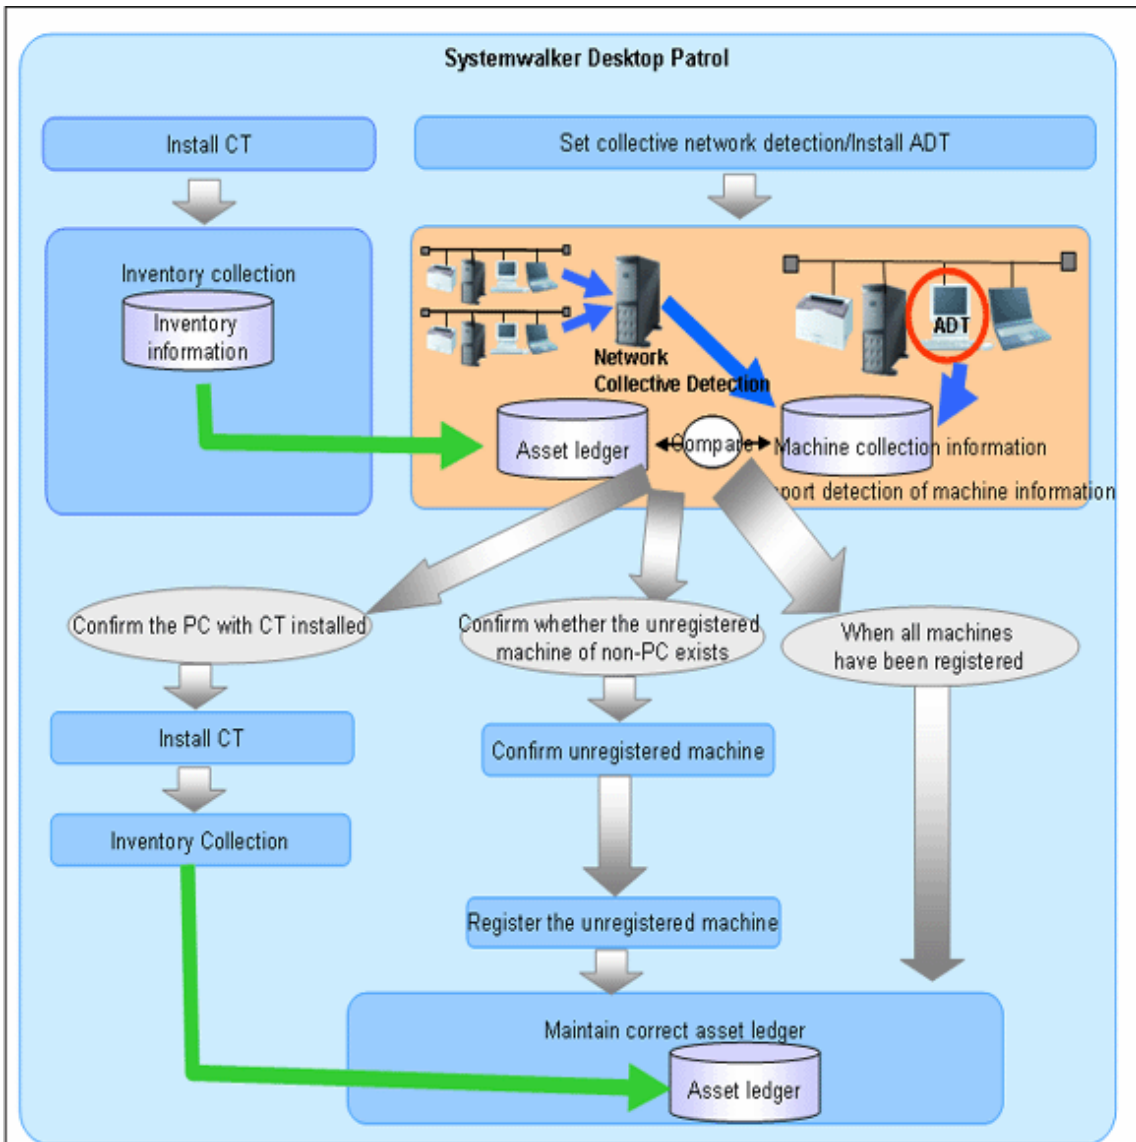 Systemwalker Desktop Patrol
Install CT
Set collective network detection/Install ADT
Inventory collection
Inventory
information
ADT
Network
Collective Detection
Asset ledger
Compare
Machine collection information
port detection of machine information
Confirm the PC with CT installed
Confirm whether the unregistered
machine of non-PC exists
When all machines
have been registered
Install CT
Confirm unregistered machine
Inventory Collection
Register the unregistered machine
Maintain correct asset ledger
Asset ledger